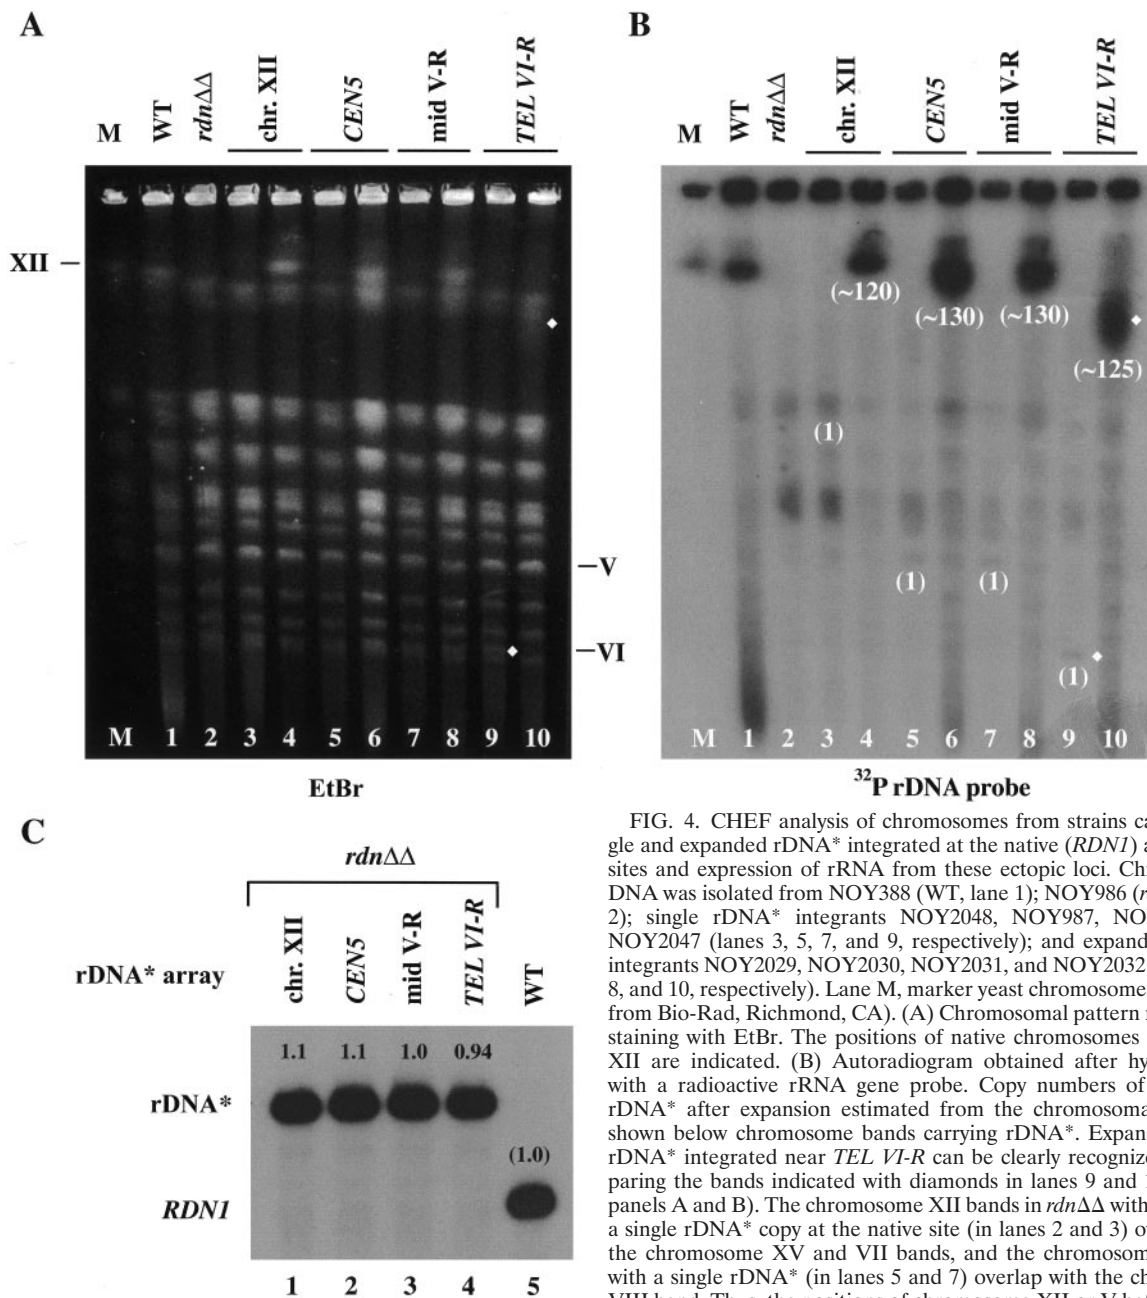 A
M WT rdnΔΔ chr. XII CEN5 mid V-R TEL VI-R
XII
V
VI
M 1 2 3 4 5 6 7 8 9 10
EtBr
B
M WT rdnΔΔ chr. XII CEN5 mid V-R TEL VI-R
(~120)
(~130) (~130)
(~125)
(1)
(1) (1)
(1)
M 1 2 3 4 5 6 7 8 9 10
32P rDNA probe
C
rdnΔΔ
rDNA* array chr. XII CEN5 mid V-R TEL VI-R WT
1.1 1.1 1.0 0.94
rDNA*
(1.0)
RDN1
1 2 3 4 5
FIG. 4. CHEF analysis of chromosomes from strains ca
gle and expanded rDNA* integrated at the native (RDN1) a
sites and expression of rRNA from these ectopic loci. Ch
DNA was isolated from NOY388 (WT, lane 1); NOY986 (r
2); single rDNA* integrants NOY2048, NOY987, NO
NOY2047 (lanes 3, 5, 7, and 9, respectively); and expand
integrants NOY2029, NOY2030, NOY2031, and NOY2032
8, and 10, respectively). Lane M, marker yeast chromosome
from Bio-Rad, Richmond, CA). (A) Chromosomal pattern
staining with EtBr. The positions of native chromosomes
XII are indicated. (B) Autoradiogram obtained after hy
with a radioactive rRNA gene probe. Copy numbers of
rDNA* after expansion estimated from the chromosoma
shown below chromosome bands carrying rDNA*. Expan
rDNA* integrated near TEL VI-R can be clearly recognize
paring the bands indicated with diamonds in lanes 9 and
panels A and B). The chromosome XII bands in rdnΔΔ with
a single rDNA* copy at the native site (in lanes 2 and 3) o
the chromosome XV and VII bands, and the chromosom
with a single rDNA* (in lanes 5 and 7) overlap with the c